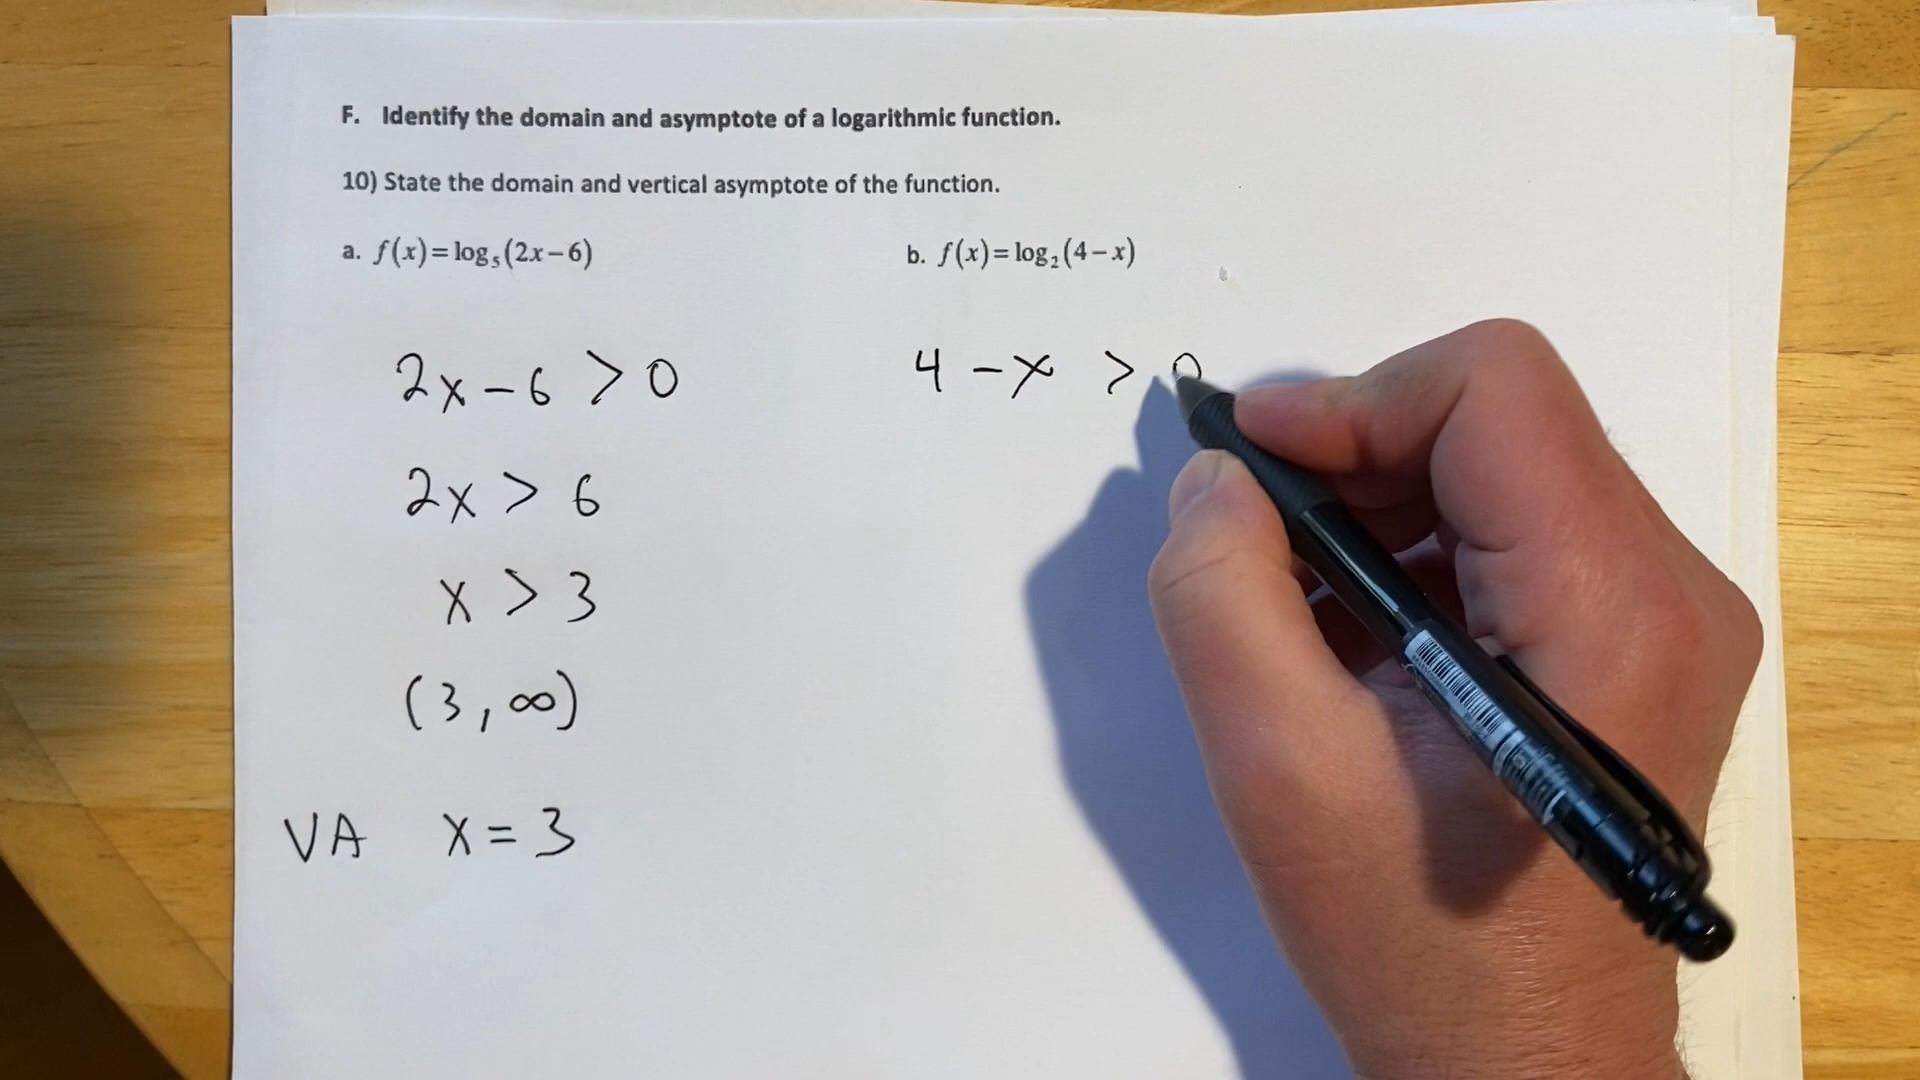 F. Identify the domain and asymptote of a logarithmic function.
10) State the domain and vertical asymptote of the function.
a. f(x)=log₅(2x−6)
2x−6 > 0
2x > 6
x > 3
(3, ∞)
VA x = 3
b. f(x)=log₂(4−x)
4 −x > 0